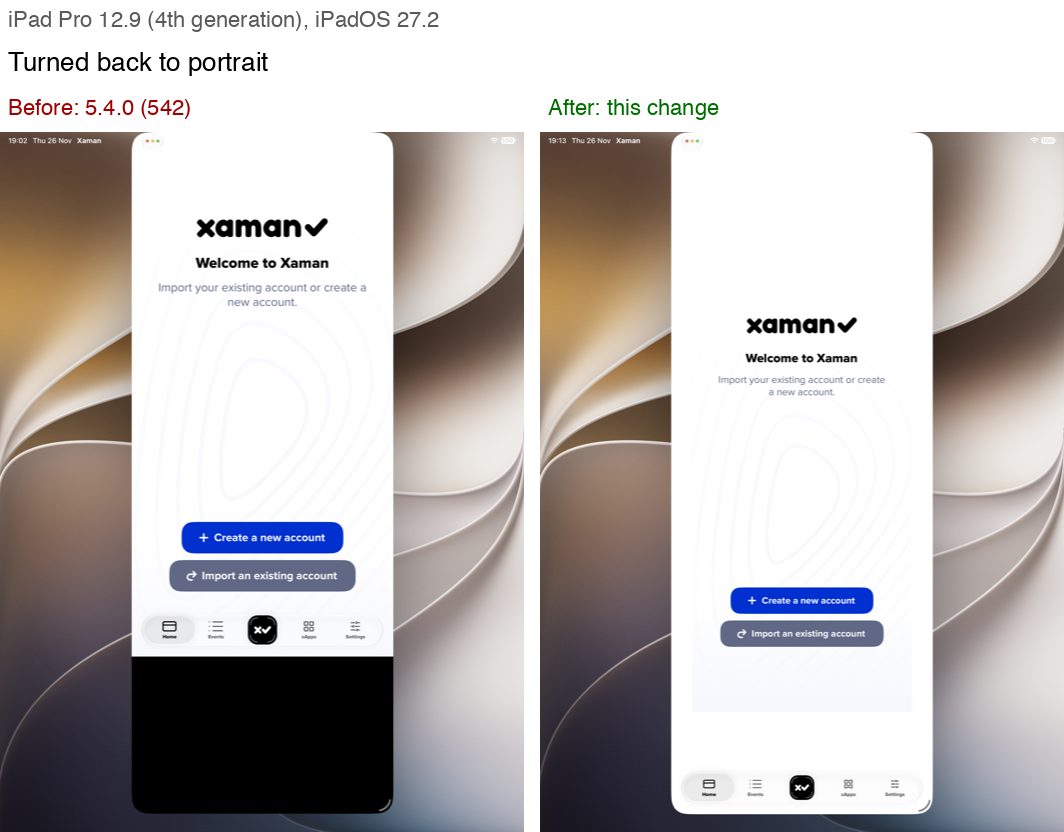 iPad Pro 12.9 (4th generation), iPadOS 27.2
Turned back to portrait
Before: 5.4.0 (542)
After: this change
19:02 Thu 26 Nov Xaman
100
xaman
Welcome to Xaman
Import your existing account or create a
new account.
+ Create a new account
Import an existing account
Home Events xApps Settings
19:13 Thu 26 Nov Xaman
100
xaman
Welcome to Xaman
Import your existing account or create
a new account.
+ Create a new account
Import an existing account
Home Events xApps Settings